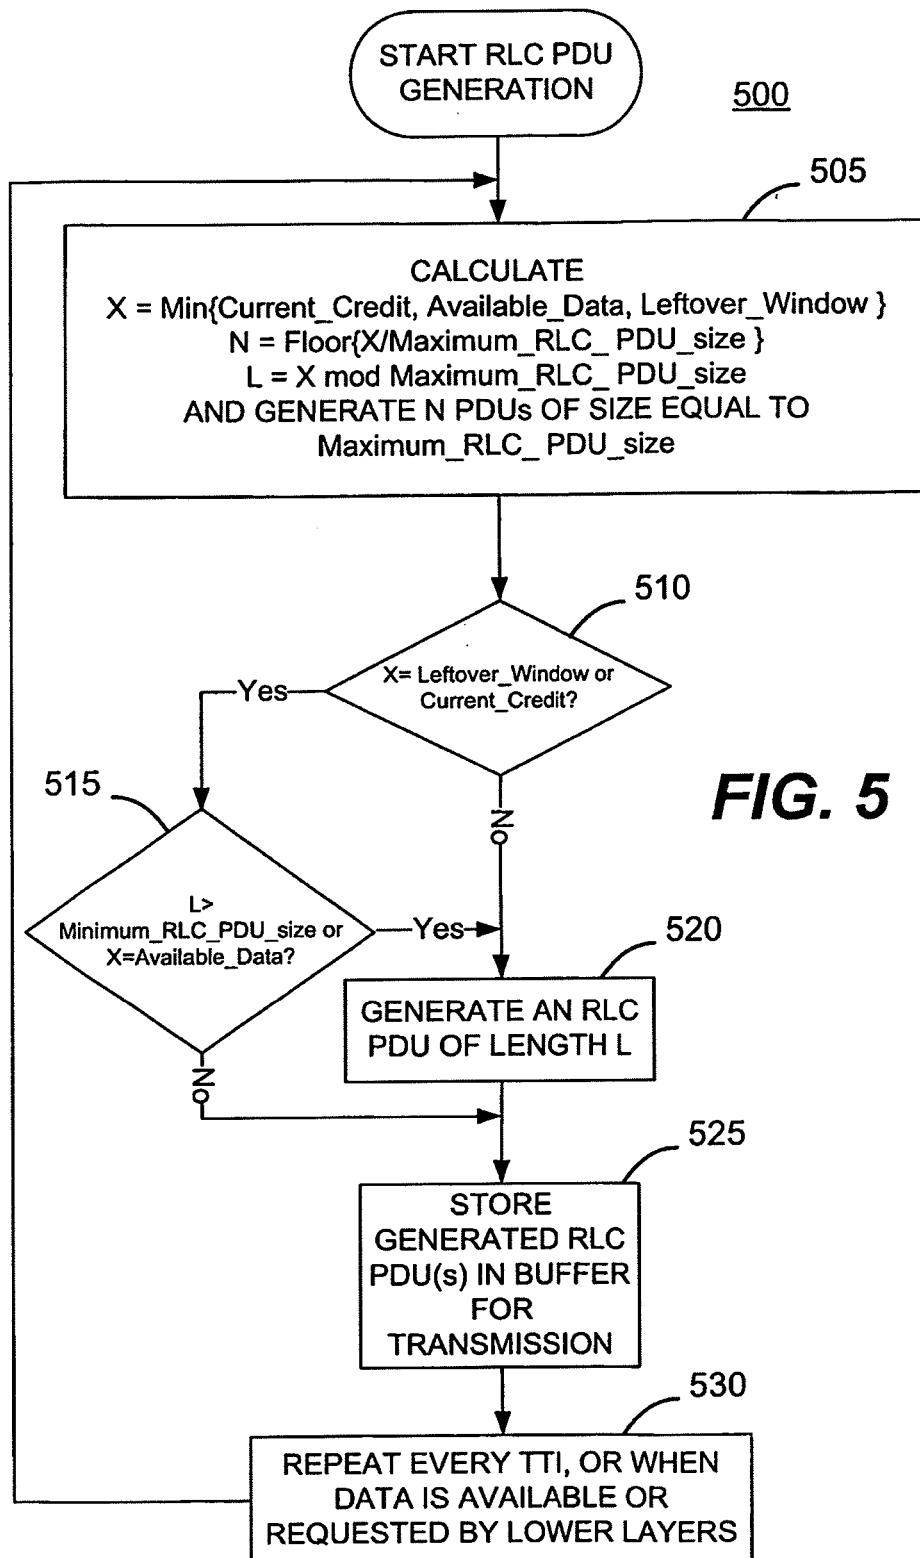 START RLC PDU
GENERATION
500
505
CALCULATE
X = Min{Current_Credit, Available_Data, Leftover_Window }
N = Floor{X/Maximum_RLC_ PDU_size }
L = X mod Maximum_RLC_ PDU_size
AND GENERATE N PDUs OF SIZE EQUAL TO
Maximum_RLC_ PDU_size
510
X= Leftover_Window or
Current_Credit?
Yes
No
515
FIG. 5
L>
Minimum_RLC_PDU_size or
X=Available_Data?
Yes
No
520
GENERATE AN RLC
PDU OF LENGTH L
525
STORE
GENERATED RLC
PDU(s) IN BUFFER
FOR
TRANSMISSION
530
REPEAT EVERY TTI, OR WHEN
DATA IS AVAILABLE OR
REQUESTED BY LOWER LAYERS